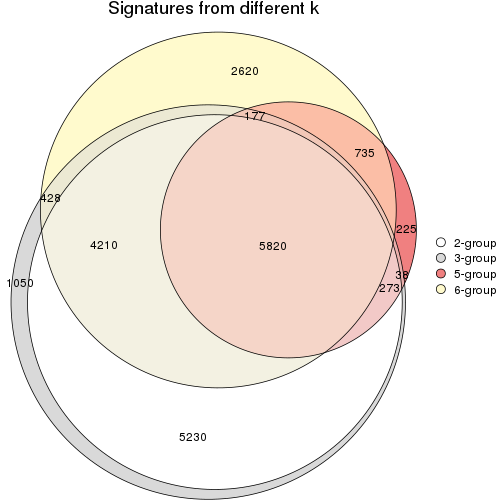 Signatures from different k
2620
177
735
428
225
4210
5820
38
273
1050
5230
2-group
3-group
5-group
6-group